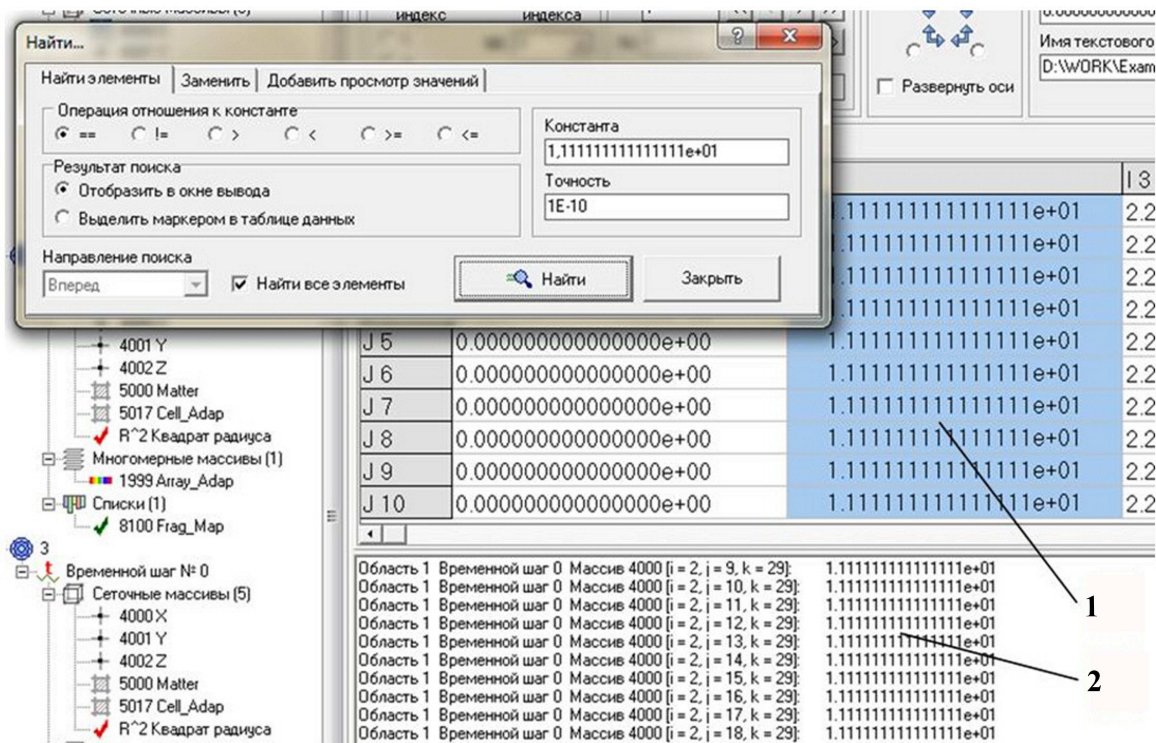 индекс индекса
Найти...
Найти элементы Заменить Добавить просмотр значений
Операция отношения к константе
== != > < >= <=
Константа
1,111111111111111e+01
Результат поиска
Отобразить в окне вывода
Выделить маркером в таблице данных
Точность
1E-10
Направление поиска
Вперед
Найти все элементы
Найти
Закрыть
Развернуть оси
Имя текстового
D:\WORK\Exam
I 3
.111111111111111e+01 2.2
.111111111111111e+01 2.2
.111111111111111e+01 2.2
.111111111111111e+01 2.2
J 5 0.000000000000000e+00 1.111111111111111e+01 2.2
J 6 0.000000000000000e+00 1.111111111111111e+01 2.2
J 7 0.000000000000000e+00 1.111111111111111e+01 2.2
J 8 0.000000000000000e+00 1.111111111111111e+01 2.2
J 9 0.000000000000000e+00 1.111111111111111e+01 2.2
J 10 0.000000000000000e+00 1.111111111111111e+01 2.2
4001 Y
4002 Z
5000 Matter
5017 Cell_Adap
R^2 Квадрат радиуса
Многомерные массивы (1)
1999 Array_Adap
Списки (1)
8100 Frag_Map
3
Временной шаг № 0
Сеточные массивы (5)
4000 X
4001 Y
4002 Z
5000 Matter
5017 Cell_Adap
R^2 Квадрат радиуса
Область 1 Временной шаг 0 Массив 4000 [i = 2, j = 9, k = 29]: 1.111111111111111e+01
Область 1 Временной шаг 0 Массив 4000 [i = 2, j = 10, k = 29]: 1.111111111111111e+01
Область 1 Временной шаг 0 Массив 4000 [i = 2, j = 11, k = 29]: 1.111111111111111e+01
Область 1 Временной шаг 0 Массив 4000 [i = 2, j = 12, k = 29]: 1.111111111111111e+01
Область 1 Временной шаг 0 Массив 4000 [i = 2, j = 13, k = 29]: 1.111111111111111e+01
Область 1 Временной шаг 0 Массив 4000 [i = 2, j = 14, k = 29]: 1.111111111111111e+01
Область 1 Временной шаг 0 Массив 4000 [i = 2, j = 15, k = 29]: 1.111111111111111e+01
Область 1 Временной шаг 0 Массив 4000 [i = 2, j = 16, k = 29]: 1.111111111111111e+01
Область 1 Временной шаг 0 Массив 4000 [i = 2, j = 17, k = 29]: 1.111111111111111e+01
Область 1 Временной шаг 0 Массив 4000 [i = 2, j = 18, k = 29]: 1.111111111111111e+01
1
2